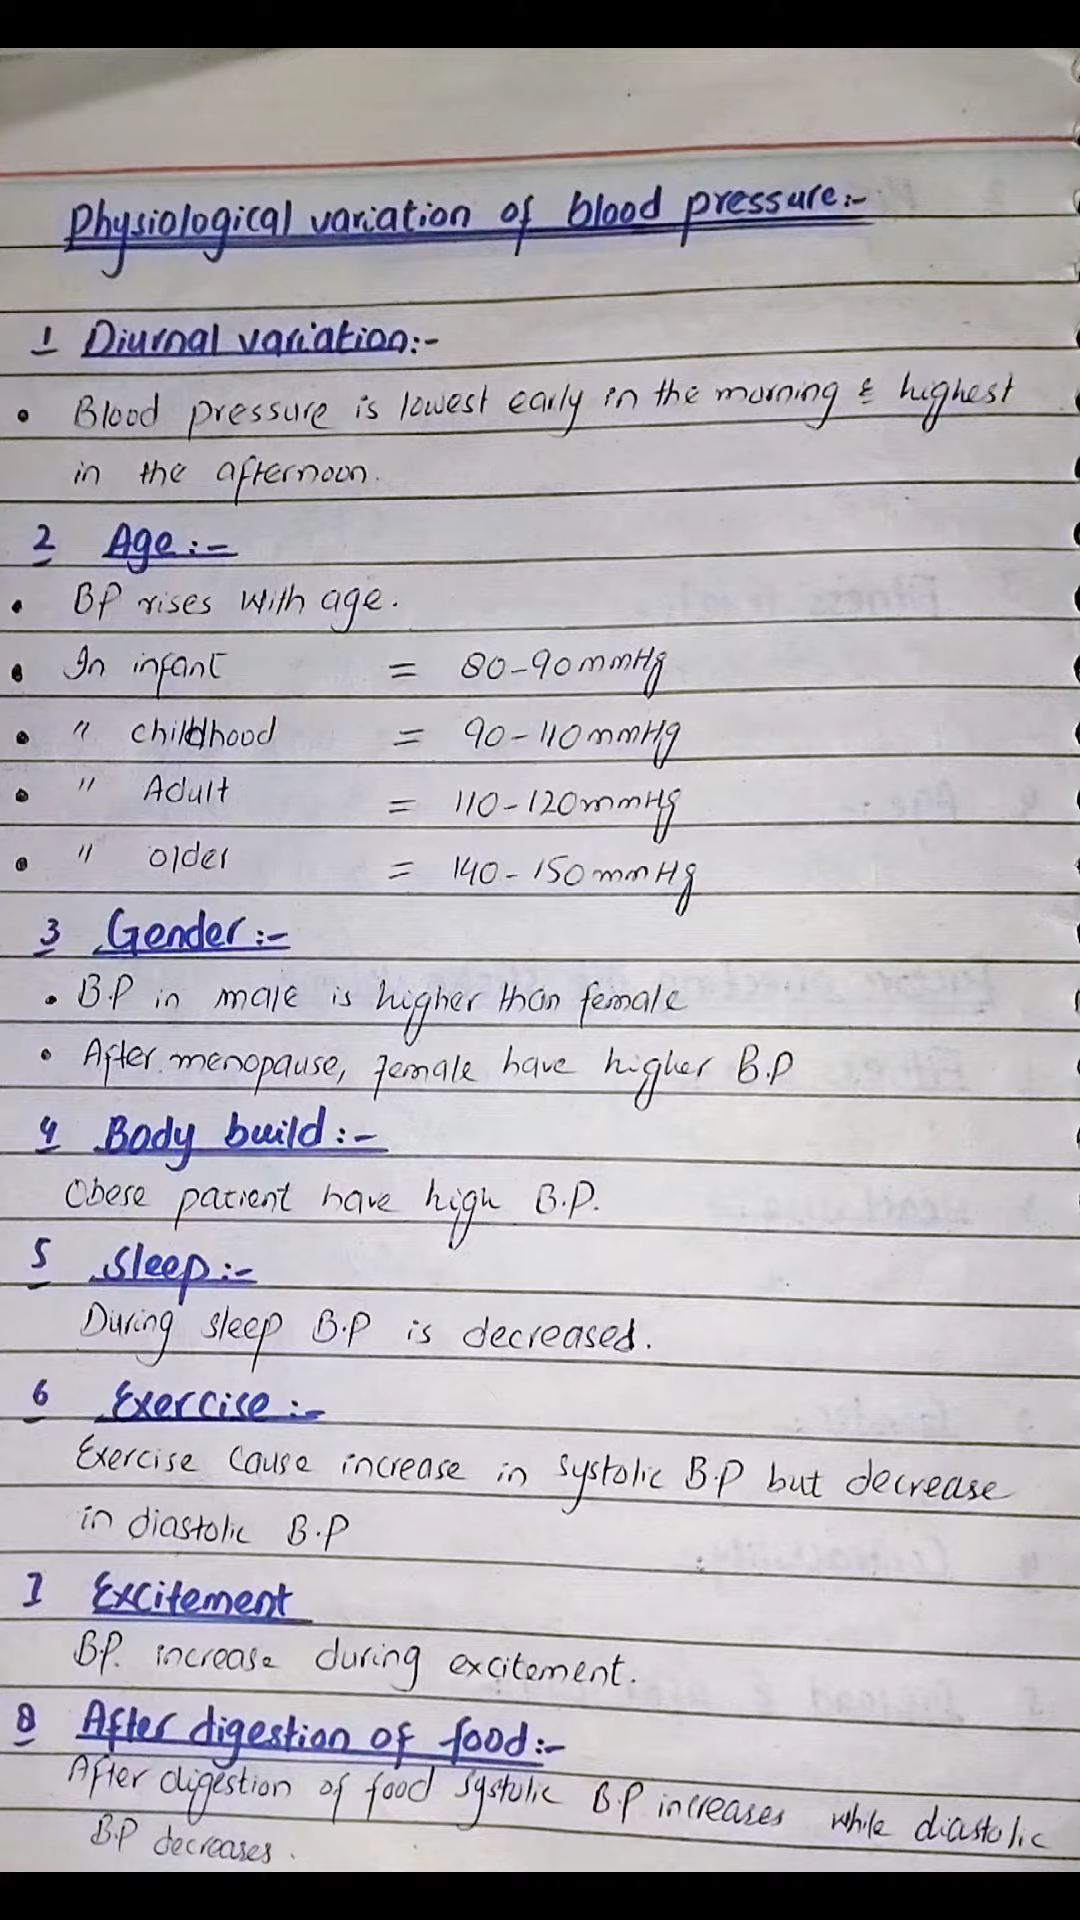 Physiological variation of blood pressure:-
1 Diurnal variation:-
• Blood pressure is lowest early in the morning & highest
in the afternoon.
2 Age:-
• BP rises with age.
• In infant = 80-90mmHg
• " childhood = 90-110mmHg
• " Adult = 110-120mmHg
• " older = 140-150mmHg
3 Gender:-
• B.P in male is higher than female
• After menopause, female have higher B.P
4 Body build:-
Obese patient have high B.P.
5 Sleep:-
During sleep B.P is decreased.
6 Exercise:-
Exercise cause increase in systolic B.P but decrease
in diastolic B.P
7 Excitement
B.P. increase during excitement.
8 After digestion of food:-
After digestion of food systolic B.P increases while diastolic
B.P decreases.